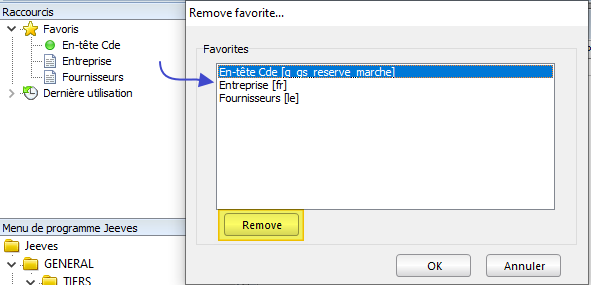 Raccourcis
Favoris
En-tête Cde
Entreprise
Fournisseurs
Dernière utilisation
Menu de programme Jeeves
Jeeves
GENERAL
TIERS
Remove favorite...
Favorites
En-tête Cde [q_gs_reserve_marche]
Entreprise [fr]
Fournisseurs [le]
Remove
OK
Annuler